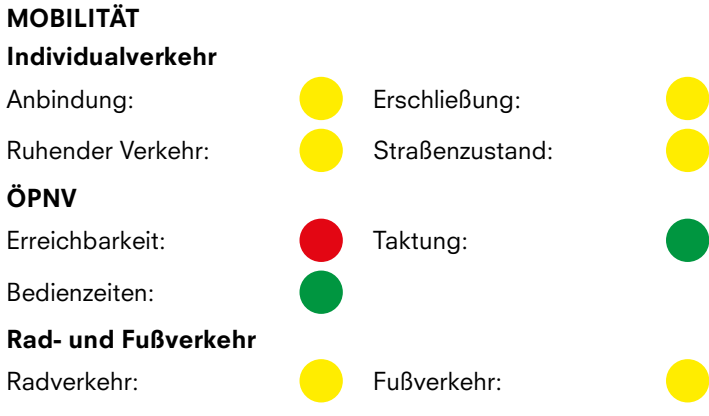 MOBILITÄT
Individualverkehr
Anbindung: Erschließung:
Ruhender Verkehr: Straßenzustand:
ÖPNV
Erreichbarkeit: Taktung:
Bedienzeiten:
Rad- und Fußverkehr
Radverkehr: Fußverkehr: